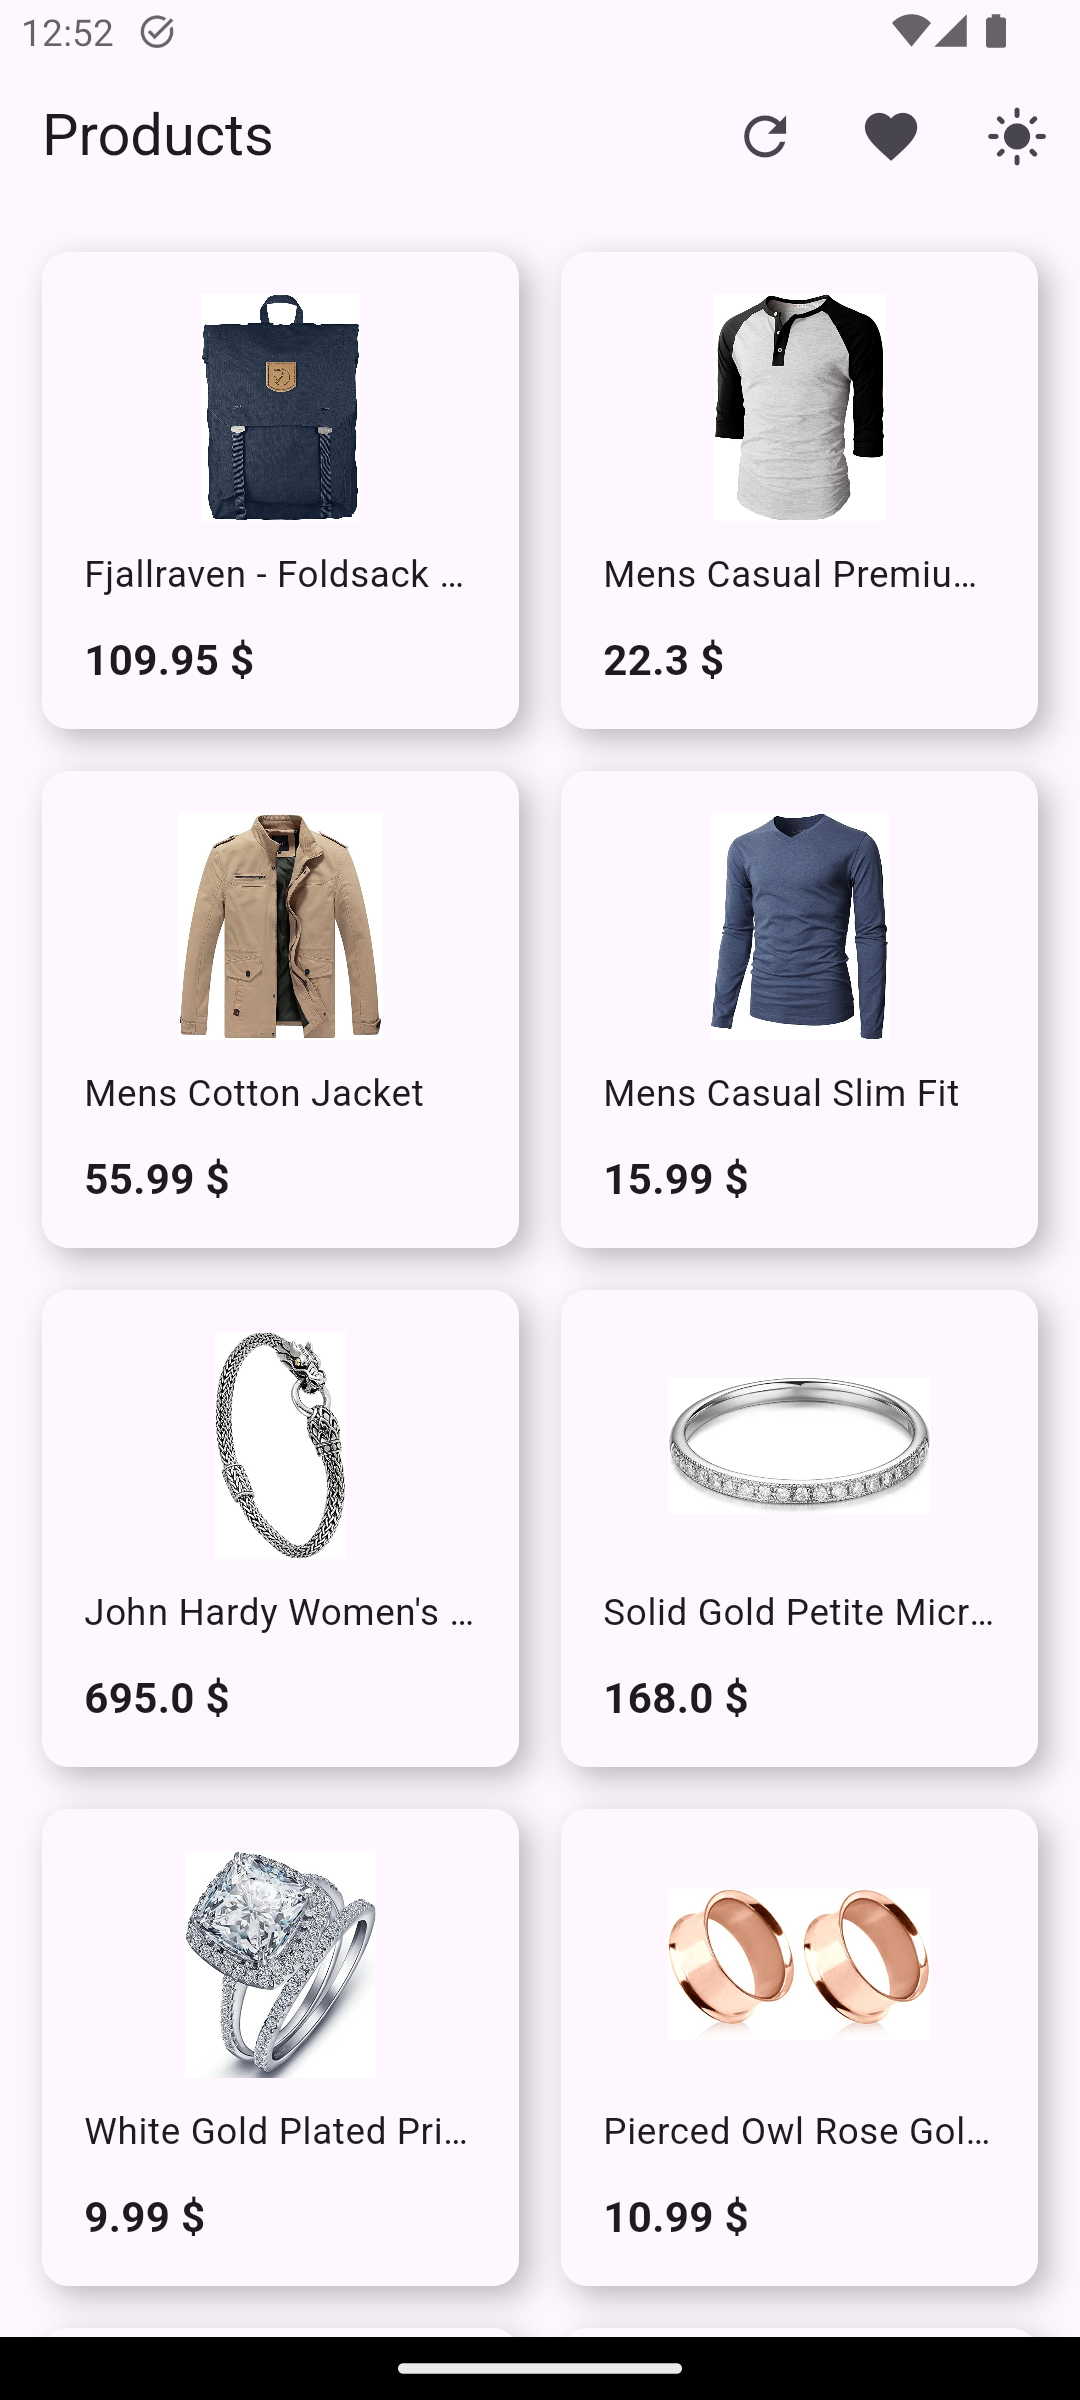 12:52
Products
Fjallraven - Foldsack ...
Mens Casual Premiu...
109.95 $
22.3 $
Mens Cotton Jacket
Mens Casual Slim Fit
55.99 $
15.99 $
John Hardy Women's ...
Solid Gold Petite Micr...
695.0 $
168.0 $
White Gold Plated Pri...
Pierced Owl Rose Gol...
9.99 $
10.99 $